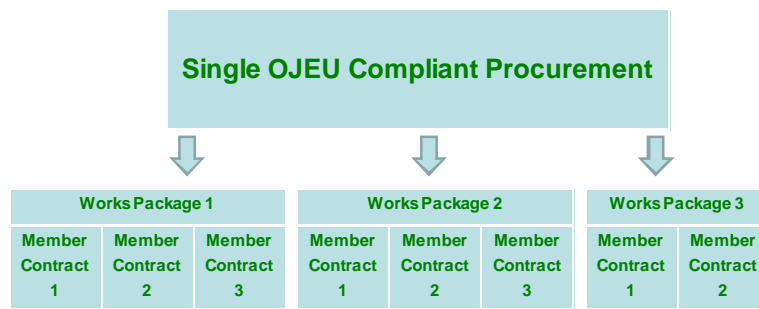 Single OJEU Compliant Procurement
Works Package 1
Member Contract 1
Member Contract 2
Member Contract 3
Works Package 2
Member Contract 1
Member Contract 2
Member Contract 3
Works Package 3
Member Contract 1
Member Contract 2